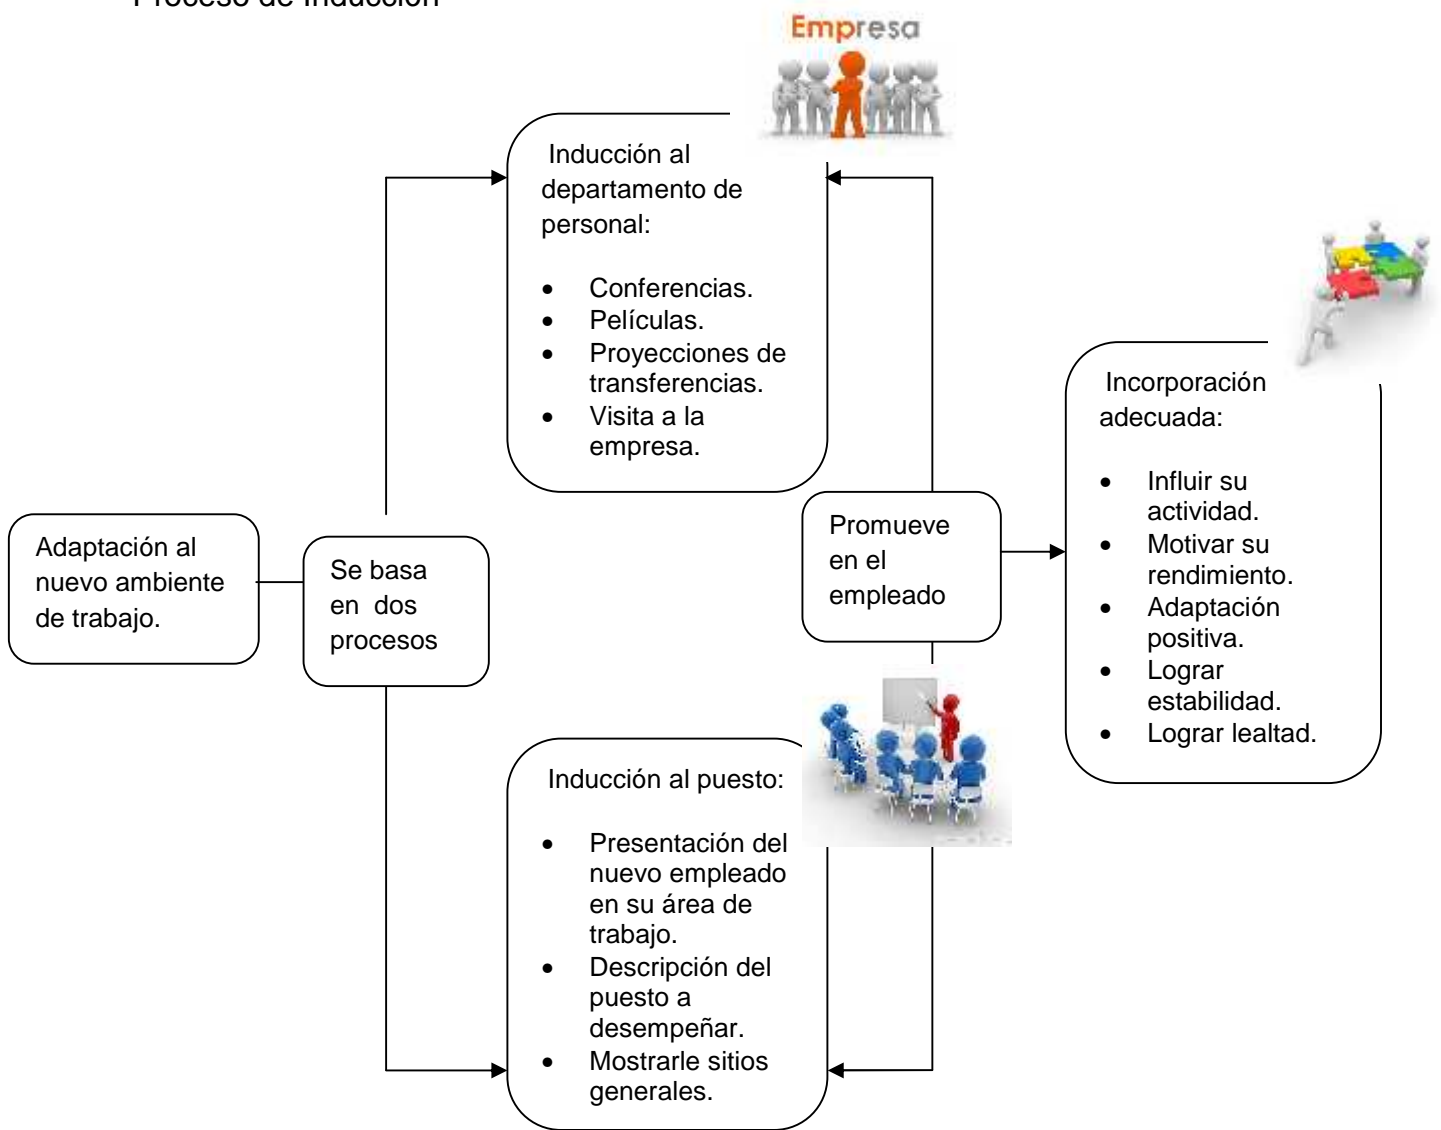 Proceso de Inducción
Empresa
Inducción al
departamento de
personal:
• Conferencias.
• Películas.
• Proyecciones de
transferencias.
• Visita a la
empresa.
Adaptación al
nuevo ambiente
de trabajo.
Se basa
en dos
procesos
Promueve
en el
empleado
Incorporación
adecuada:
• Influir su
actividad.
• Motivar su
rendimiento.
• Adaptación
positiva.
• Lograr
estabilidad.
• Lograr lealtad.
Inducción al puesto:
• Presentación del
nuevo empleado
en su área de
trabajo.
• Descripción del
puesto a
desempeñar.
• Mostrarle sitios
generales.